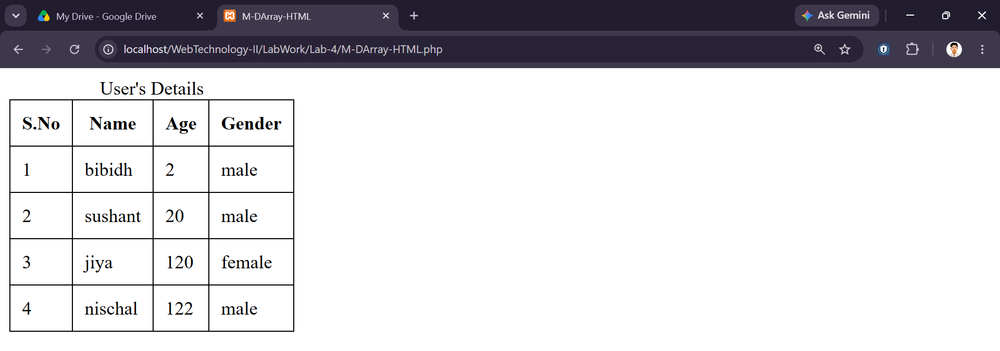 My Drive - Google Drive
M-DArray-HTML
Ask Gemini
localhost/WebTechnology-II/LabWork/Lab-4/M-DArray-HTML.php
User's Details
S.No Name Age Gender
1 bibidh 2 male
2 sushant 20 male
3 jiya 120 female
4 nischal 122 male